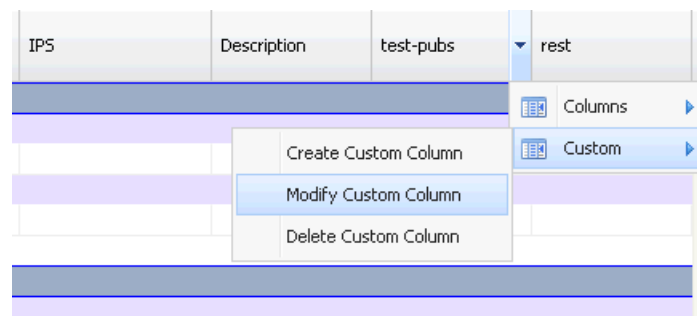 IPS Description test-pubs rest
Columns
Create Custom Column Custom
Modify Custom Column
Delete Custom Column